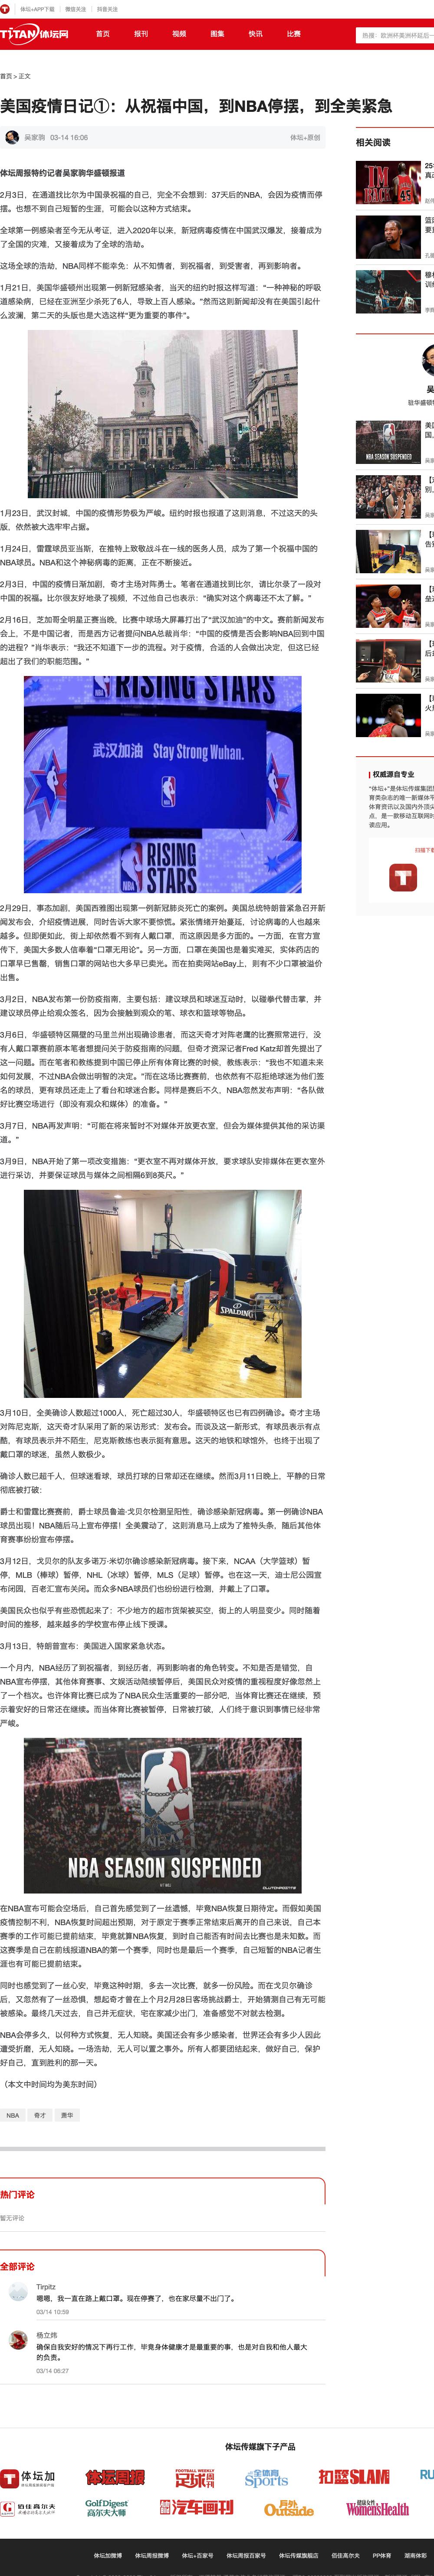 体坛+APP下载 微信关注 抖音关注
TITAN体坛网 首页 报刊 视频 图集 快讯 比赛
首页 > 正文
美国疫情日记①：从祝福中国，到NBA停摆，到全美紧急
吴家驹 03-14 16:06 体坛+原创
体坛周报特约记者吴家驹华盛顿报道
2月3日，在通道找比尔为中国录祝福的自己，完全不会想到：37天后的NBA，会因为疫情而停
摆。也想不到自己短暂的生涯，可能会以这种方式结束。
全球第一例感染者至今无从考证，进入2020年以来，新冠病毒疫情在中国武汉爆发，接着成为
了全国的灾难，又接着成为了全球的浩劫。
这场全球的浩劫，NBA同样不能幸免：从不知情者，到祝福者，到受害者，再到影响者。
1月21日，美国华盛顿州出现第一例新冠感染者，当天的纽约时报这样写道：“一种神秘的呼吸
道感染病，已经在亚洲至少杀死了6人，导致上百人感染。”然而这则新闻却没有在美国引起什
么波澜，第二天的头版也是大选这样“更为重要的事件”。
1月23日，武汉封城，中国的疫情形势极为严峻。纽约时报也报道了这则消息，不过这天的头
版，依然被大选牢牢占据。
1月24日，雷霆球员亚当斯，在推特上致敬战斗在一线的医务人员，成为了第一个祝福中国的
NBA球员。NBA和这个神秘病毒的距离，正在不断接近。
2月3日，中国的疫情日渐加剧，奇才主场对阵勇士。笔者在通道看到比尔，请比尔录了一段对
中国的祝福。比尔很友好地录了视频，不过他自己也表示：“确实对这个病毒还不太了解。”
2月16日，芝加哥全明星正赛当晚，比赛中球场大屏幕打出了“武汉加油”的中文。赛前新闻发布
会上，不是中国记者，而是西方记者提问NBA总裁肖华：“中国的疫情是否会影响NBA回到中国
的进程？”肖华表示：“我还不知道下一步的流程。对于疫情，合适的人会做出决定，但这已经
超出了我们的职能范围。”
RISING STARS
武汉加油 Stay Strong Wuhan.
RISING STARS
2月29日，事态加剧，美国西雅图出现第一例新冠肺炎死亡的案例。美国总统特朗普紧急召开新
闻发布会，介绍疫情进展，同时告诉大家不要惊慌。紧张情绪开始蔓延，讨论病毒的人也越来
越多。但即便如此，街上却依然看不到有人戴口罩，而这原因是多方面的。一方面，在官方宣
传下，美国大多数人信奉着“口罩无用论”。另一方面，口罩在美国也是着实难买，实体药店的
口罩早已售罄，销售口罩的网站也大多早已卖光。而在拍卖网站eBay上，则有不少口罩被溢价
出售。
3月2日，NBA发布第一份防疫指南，主要包括：建议球员和球迷互动时，以碰拳代替击掌，并
建议球员停止给观众签名，因为会接触到观众的笔、球衣和篮球等物品。
3月6日，华盛顿特区隔壁的马里兰州出现确诊患者，而这天奇才对阵老鹰的比赛照常进行，没
有人戴口罩赛前原本笔者想提问关于防疫指南的问题，但奇才资深记者Fred Katz却首先提出了
这一问题。而在笔者和教练提到中国已停止所有体育比赛的时候，教练表示：“我也不知道未来
如何发展，不过NBA会做出明智的决定。”而在这场比赛赛前，也依然有不忍拒绝球迷为他们签
名的球员，更有球员还走上了看台和球迷合影。同样是赛后不久，NBA忽然发布声明：“各队做
好比赛空场进行（即没有观众和媒体）的准备。”
3月7日，NBA再发声明：“可能在将来暂时不对媒体开放更衣室，但会为媒体提供其他的采访渠
道。”
3月9日，NBA开始了第一项改变措施：“更衣室不再对媒体开放，要求球队安排媒体在更衣室外
进行采访，并要保证球员与媒体之间相隔6到8英尺。”
SPALDING
3月10日，全美确诊人数超过1000人，死亡超过30人，华盛顿特区也已有四例确诊。奇才主场
对阵尼克斯，这天奇才队采用了新的采访形式：发布会。而谈及这一新形式，有球员表示有点
酷，有球员表示并不陌生，尼克斯教练也表示挺有意思。这天的地铁和球馆外，也终于出现了
戴口罩的球迷，虽然人数极少。
确诊人数已超千人，但球迷看球，球员打球的日常却还在继续。然而3月11日晚上，平静的日常
彻底被打破：
爵士和雷霆比赛赛前，爵士球员鲁迪·戈贝尔检测呈阳性，确诊感染新冠病毒。第一例确诊NBA
球员出现！NBA随后马上宣布停摆！全美震动了，这则消息马上成为了推特头条，随后其他体
育赛事纷纷宣布停摆。
3月12日，戈贝尔的队友多诺万·米切尔确诊感染新冠病毒。接下来，NCAA（大学篮球）暂
停，MLB（棒球）暂停，NHL（冰球）暂停，MLS（足球）暂停。也在这一天，迪士尼公园宣
布闭园，百老汇宣布关闭。而众多NBA球员们也纷纷进行检测，并戴上了口罩。
美国民众也似乎有些恐慌起来了：不少地方的超市货架被买空，街上的人明显变少。同时随着
时间的推移，越来越多的学校宣布停止线下授课。
3月13日，特朗普宣布：美国进入国家紧急状态。
一个月内，NBA经历了到祝福者，到经历者，再到影响者的角色转变。不知是否是错觉，自
NBA宣布停摆，其他体育赛事、文娱活动陆续暂停后，美国民众对疫情的重视程度好像忽然上
了一个档次。也许体育比赛已成为了NBA民众生活重要的一部分吧，当体育比赛还在继续，预
示着安好的日常还在继续。而当体育比赛被暂停，日常被打破，人们终于意识到事情已经非常
严峻。
NBA SEASON SUSPENDED
在NBA宣布可能会空场后，自己首先感觉到了一丝遗憾，毕竟NBA恢复日期待定。而假如美国
疫情控制不利，NBA恢复时间超出预期，对于原定于赛季正常结束后离开的自己来说，自己本
赛季的工作可能已提前结束，毕竟就算NBA恢复，到时自己能否有时间去比赛也是未知数。而
这赛季是自己在前线报道NBA的第一个赛季，同时也是最后一个赛季，自己短暂的NBA记者生
涯也有可能已提前结束。
同时也感觉到了一丝心安，毕竟这种时期，多去一次比赛，就多一份风险。而在戈贝尔确诊
后，又忽然有了一丝恐惧，想起奇才曾在上个月2月28日客场挑战爵士，开始猜测自己有无可能
被感染。最终几天过去，自己并无症状，宅在家减少出门，准备感觉不对就去检测。
NBA会停多久，以何种方式恢复，无人知晓。美国还会有多少感染者，世界还会有多少人因此
遭受折磨，无人知晓。一场浩劫，无人可以置之事外。所有人都要团结起来，做好自己，保护
好自己，直到胜利的那一天。
（本文中时间均为美东时间）
NBA 奇才 萧华
热门评论
暂无评论
全部评论
Tirpitz
嗯嗯，我一直在路上戴口罩。现在停赛了，也在家尽量不出门了。
03/14 10:59
杨立炜
确保自我安好的情况下再行工作，毕竟身体健康才是最重要的事，也是对自我和他人最大
的负责。
03/14 06:27
相关阅读
权威源自专业
体坛传媒旗下子产品
体坛加 体坛周报 足球周刊 全体育 Sports 扣篮SLAM
佰佳高尔夫 Golf Digest 高尔夫大师 汽车画刊 户外 Outside Women'sHealth
体坛加微博 体坛周报微博 体坛+百家号 体坛周报百家号 体坛传媒旗舰店 佰佳高尔夫 PP体育 湖南体彩